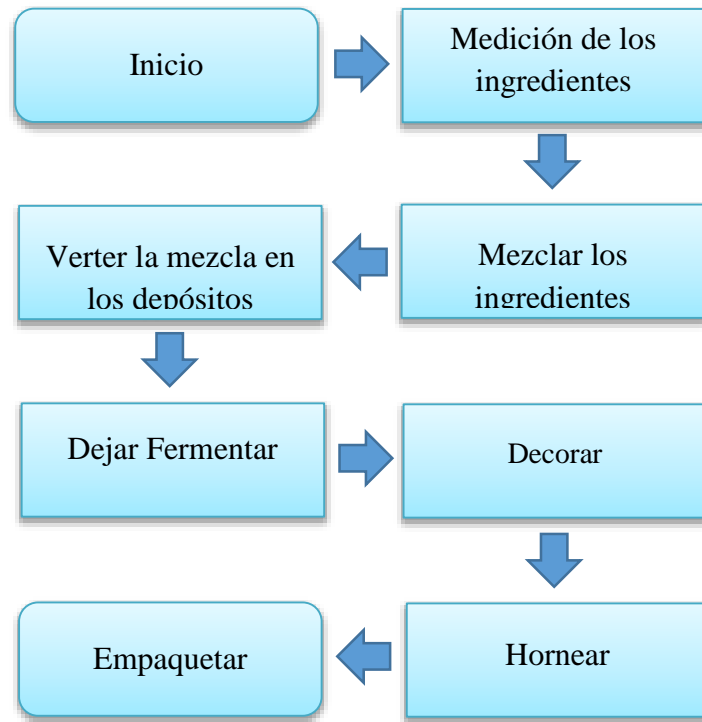 Inicio
Medición de los
ingredientes
Mezclar los
ingredientes
Verter la mezcla en
los depósitos
Dejar Fermentar
Decorar
Hornear
Empaquetar